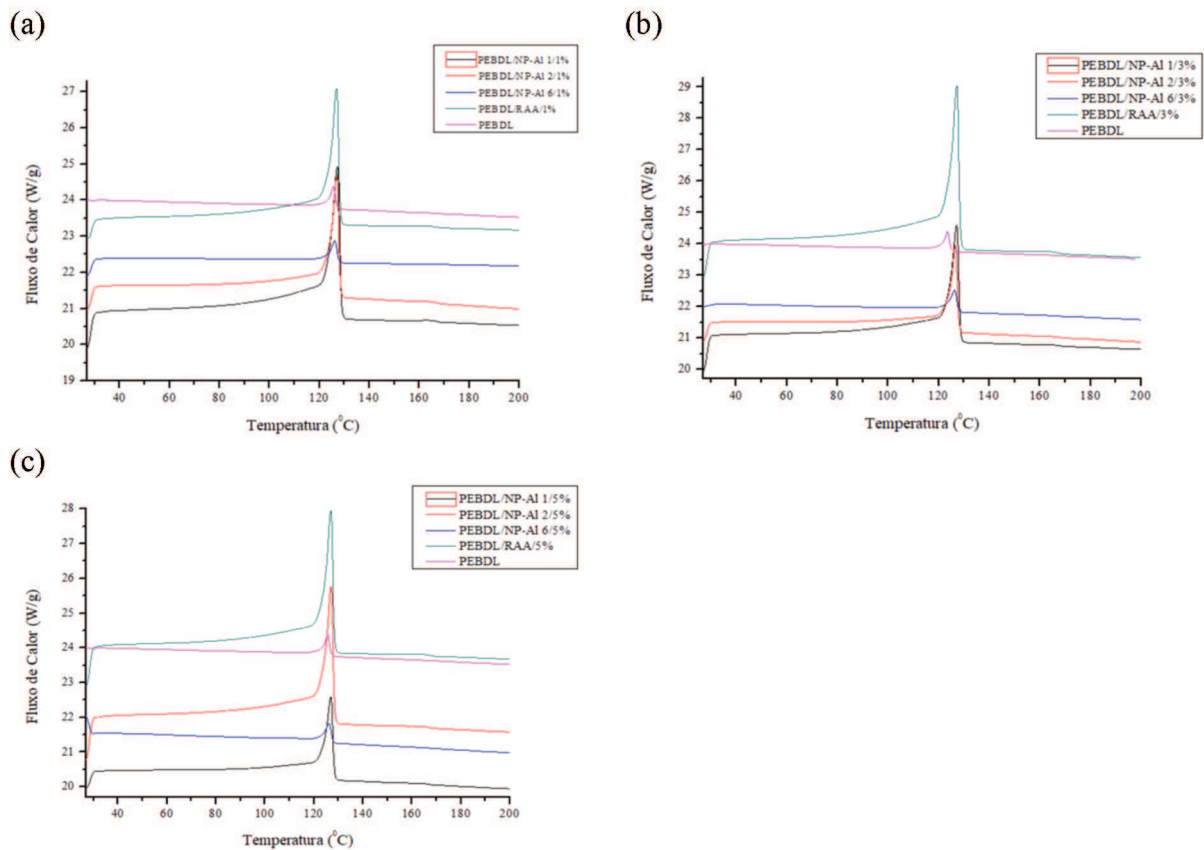 (a)
PEBDL/NP-Al 1/1%
PEBDL/NP-Al 2/1%
PEBDL/NP-Al 6/1%
PEBDL/RAA/1%
PEBDL
Fluxo de Calor (W/g)
27
26
25
24
23
22
21
20
19
40 60 80 100 120 140 160 180 200
Temperatura (⁰C)
(b)
PEBDL/NP-Al 1/3%
PEBDL/NP-Al 2/3%
PEBDL/NP-Al 6/3%
PEBDL/RAA/3%
PEBDL
Fluxo de Calor (W/g)
29
28
27
26
25
24
23
22
21
20
40 60 80 100 120 140 160 180 200
Temperatura (⁰C)
(c)
PEBDL/NP-Al 1/5%
PEBDL/NP-Al 2/5%
PEBDL/NP-Al 6/5%
PEBDL/RAA/5%
PEBDL
Fluxo de Calor (W/g)
28
27
26
25
24
23
22
21
20
40 60 80 100 120 140 160 180 200
Temperatura (⁰C)